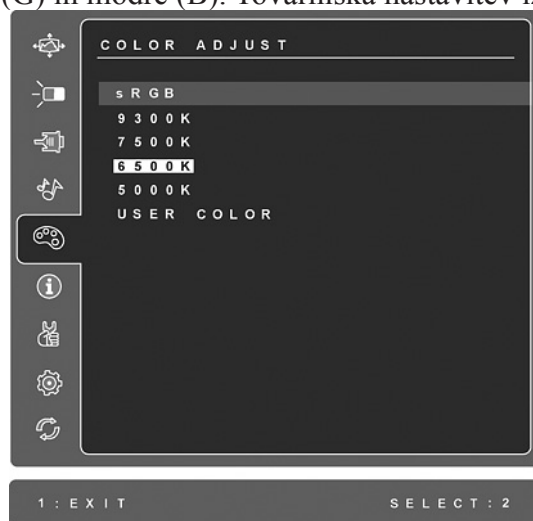 (G) in modre (B). Tovarniška nastavitev
COLOR ADJUST
sRGB
9300K
7500K
6500K
5000K
USER COLOR
1:EXIT SELECT:2